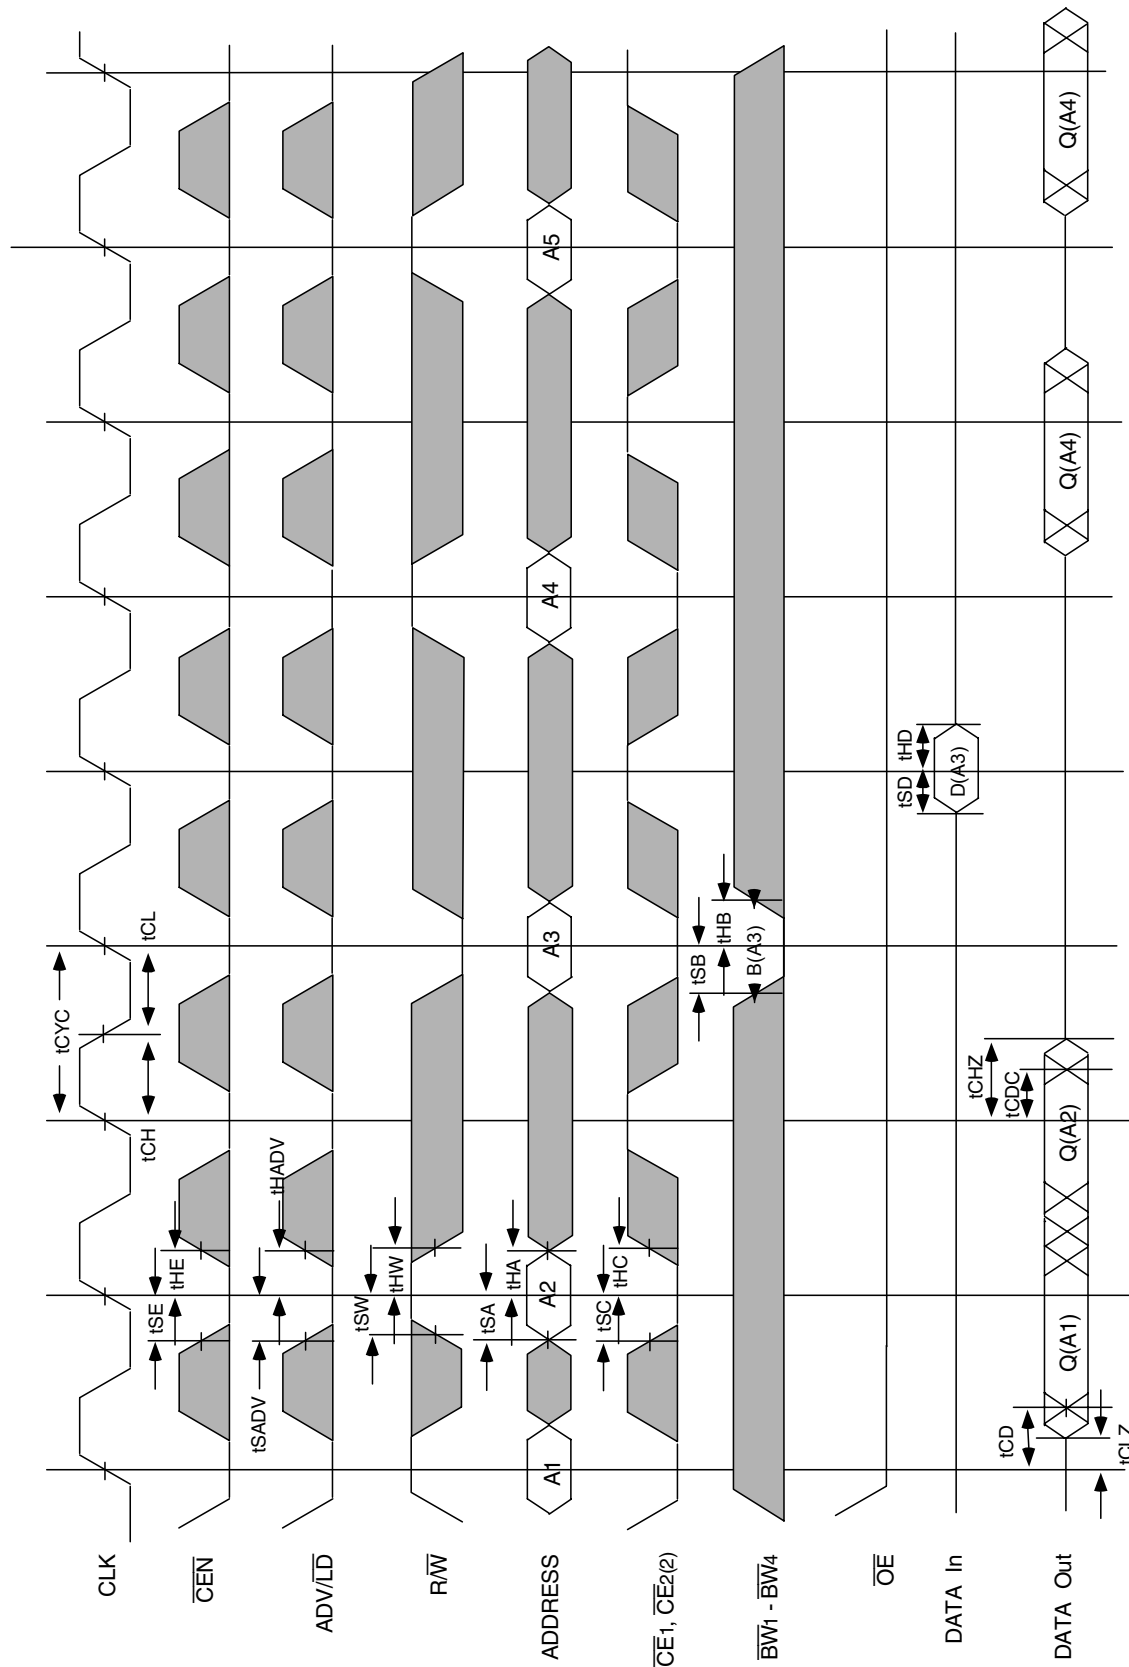 tCYC
tCH
tCL
CLK
tSE
tHE
CEN
tSADV
tHADV
ADV/LD
tSW
tHW
R/W
tSA
tHA
A1
A2
A3
A4
A5
ADDRESS
tSC
tHC
CE1, CE2(2)
tSB
tHB
B(A3)
BW1 - BW4
OE
tSD
tHD
D(A3)
DATA In
tCD
tCHZ
tCDC
Q(A1)
Q(A2)
Q(A4)
Q(A4)
DATA Out
tCLZ